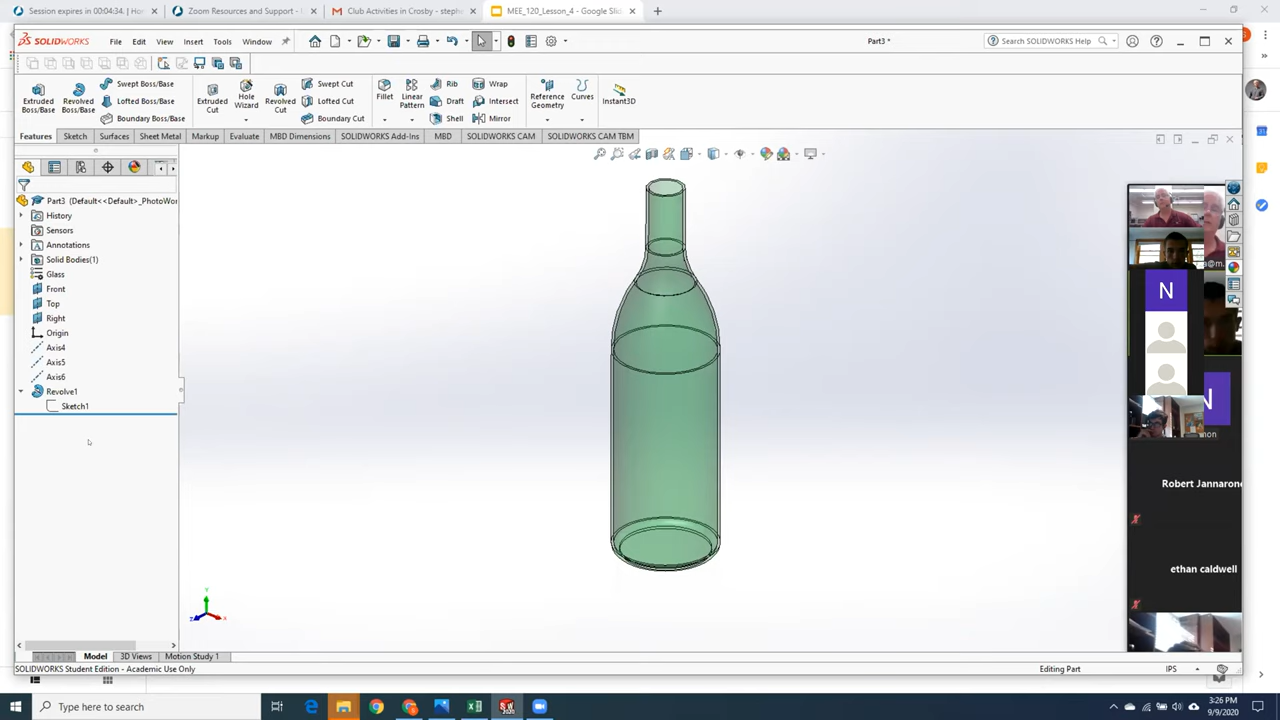 Session expires in 00:04:34. | Ho
Zoom Resources and Support -
Club Activities in Crosby - steph
MEE_120_Lesson_4 - Google Slid
SOLIDWORKS
File
Edit
View
Insert
Tools
Window
Part3 *
Search SOLIDWORKS Help
Extruded Boss/Base
Revolved Boss/Base
Swept Boss/Base
Lofted Boss/Base
Boundary Boss/Base
Extruded Cut
Hole Wizard
Revolved Cut
Swept Cut
Lofted Cut
Boundary Cut
Fillet
Linear Pattern
Rib
Draft
Shell
Wrap
Intersect
Mirror
Reference Geometry
Curves
Instant3D
Features
Sketch
Surfaces
Sheet Metal
Markup
Evaluate
MBD Dimensions
SOLIDWORKS Add-Ins
MBD
SOLIDWORKS CAM
SOLIDWORKS CAM TBM
Part3 (Default<<Default>_PhotoWor
History
Sensors
Annotations
Solid Bodies(1)
Glass
Front
Top
Right
Origin
Axis4
Axis5
Axis6
Revolve1
Sketch1
Y
Z
X
N
N
Robert Jannarone
ethan caldwell
Model
3D Views
Motion Study 1
SOLIDWORKS Student Edition - Academic Use Only
Editing Part
IPS
Type here to search
3:26 PM
9/9/2020